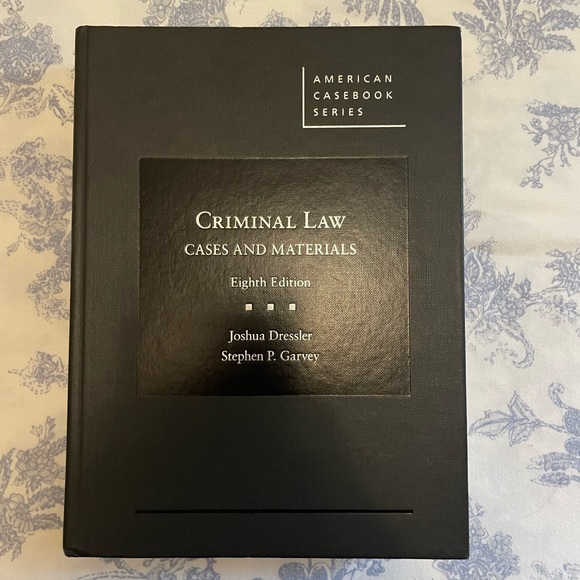 AMERICAN
CASEBOOK
SERIES
CRIMINAL LAW
CASES AND MATERIALS
Eighth Edition
Joshua Dressler
Stephen P. Garvey